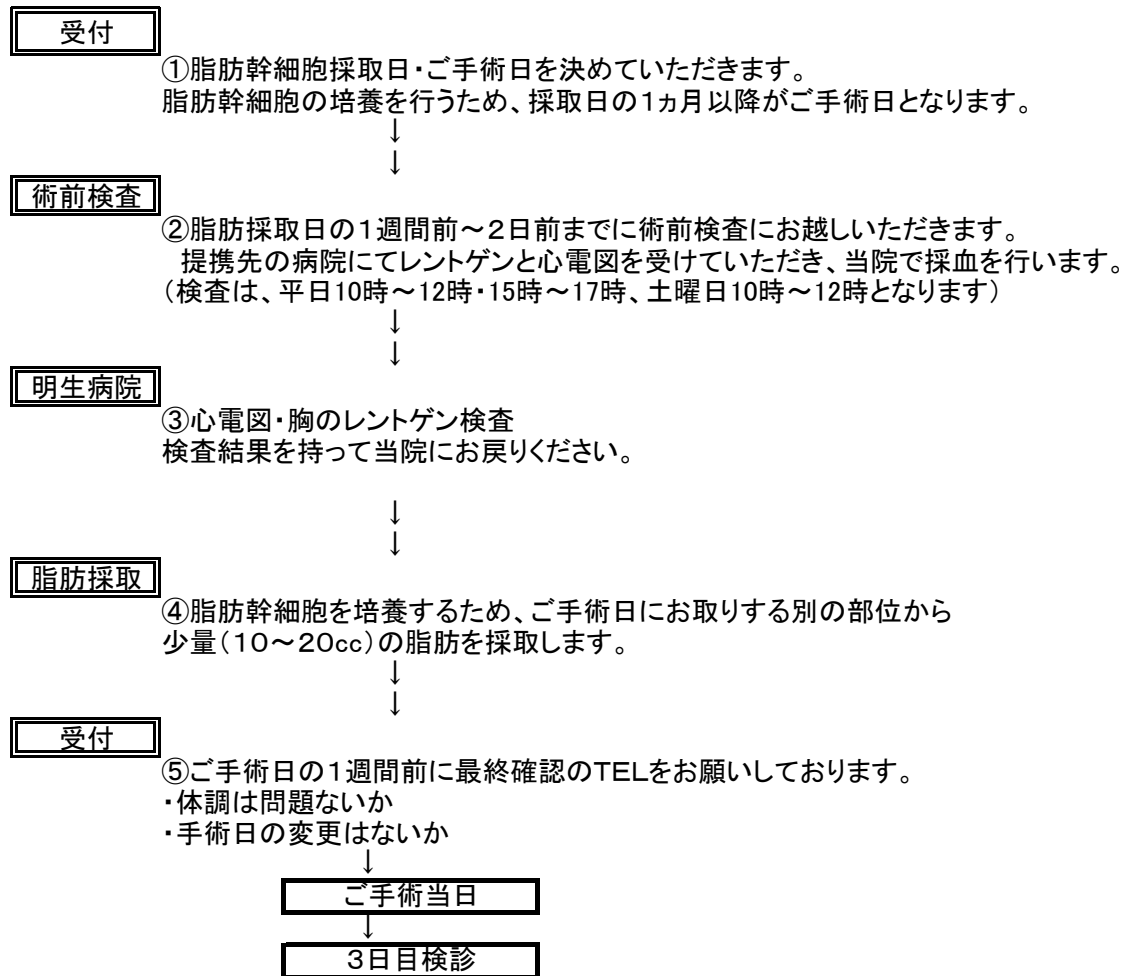 受付
①脂肪幹細胞採取日・ご手術日を決めていただきます。
脂肪幹細胞の培養を行うため、採取日の1ヵ月以降がご手術日となります。
↓
↓
術前検査
②脂肪採取日の1週間前～2日前までに術前検査にお越しいただきます。
提携先の病院にてレントゲンと心電図を受けていただき、当院で採血を行います。
（検査は、平日10時～12時・15時～17時、土曜日10時～12時となります）
↓
↓
明生病院
③心電図・胸のレントゲン検査
検査結果を持って当院にお戻りください。
↓
↓
脂肪採取
④脂肪幹細胞を培養するため、ご手術日にお取りする別の部位から
少量（10～20cc）の脂肪を採取します。
↓
↓
受付
⑤ご手術日の1週間前に最終確認のTELをお願いしております。
・体調は問題ないか
・手術日の変更はないか
↓
ご手術当日
↓
3日目検診